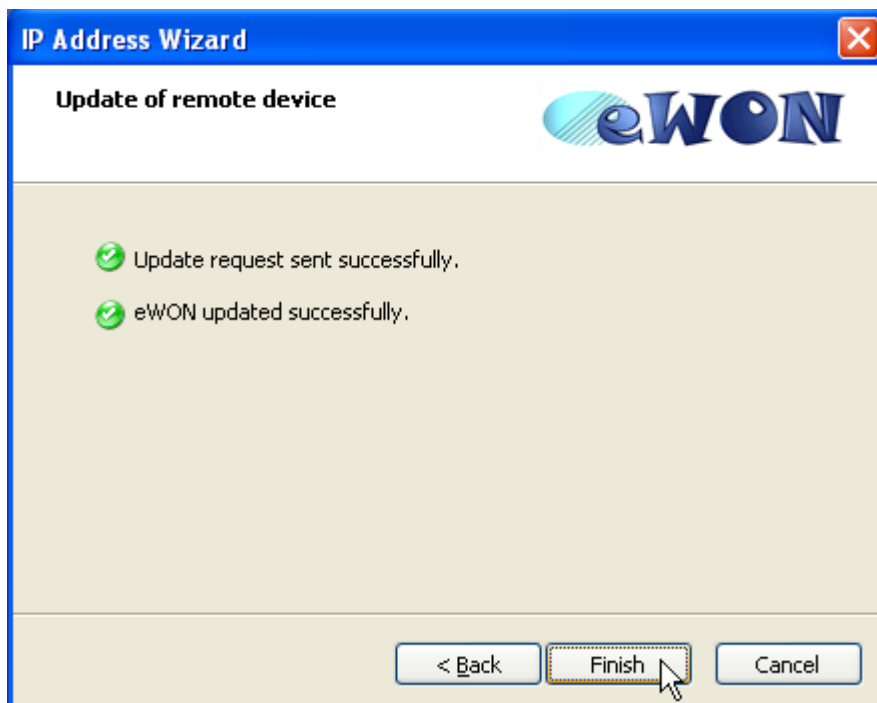 IP Address Wizard
Update of remote device
eWON
Update request sent successfully.
eWON updated successfully.
< Back
Finish
Cancel